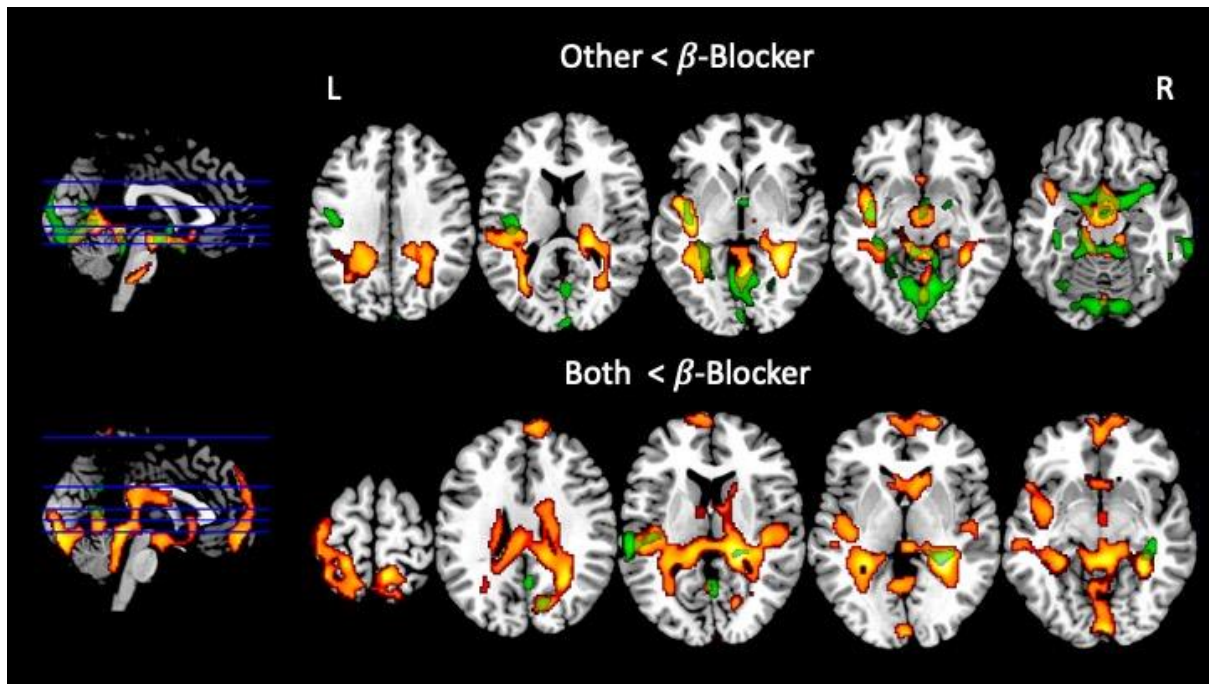 Other < β-Blocker
L
R
Both < β-Blocker